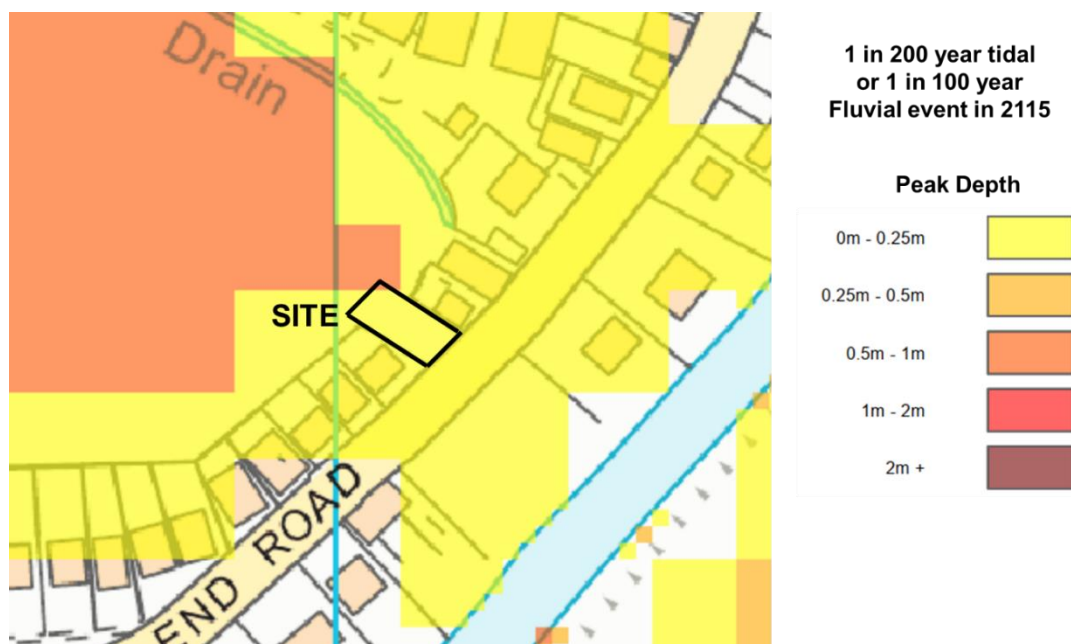 Drain
SITE
END ROAD
1 in 200 year tidal
or 1 in 100 year
Fluvial event in 2115
Peak Depth
0m - 0.25m
0.25m - 0.5m
0.5m - 1m
1m - 2m
2m +